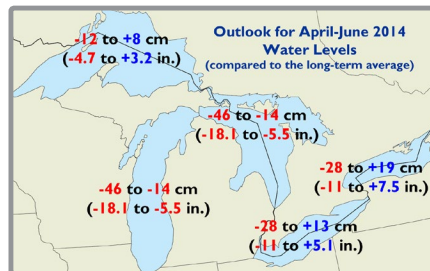 Outlook for April-June 2014
Water Levels
(compared to the long-term average)
-12 to +8 cm
(-4.7 to +3.2 in.)
-46 to -14 cm
(-18.1 to -5.5 in.)
-28 to +19 cm
(-11 to +7.5 in.)
-46 to -14 cm
(-18.1 to -5.5 in.)
-28 to +13 cm
(-11 to +5.1 in.)